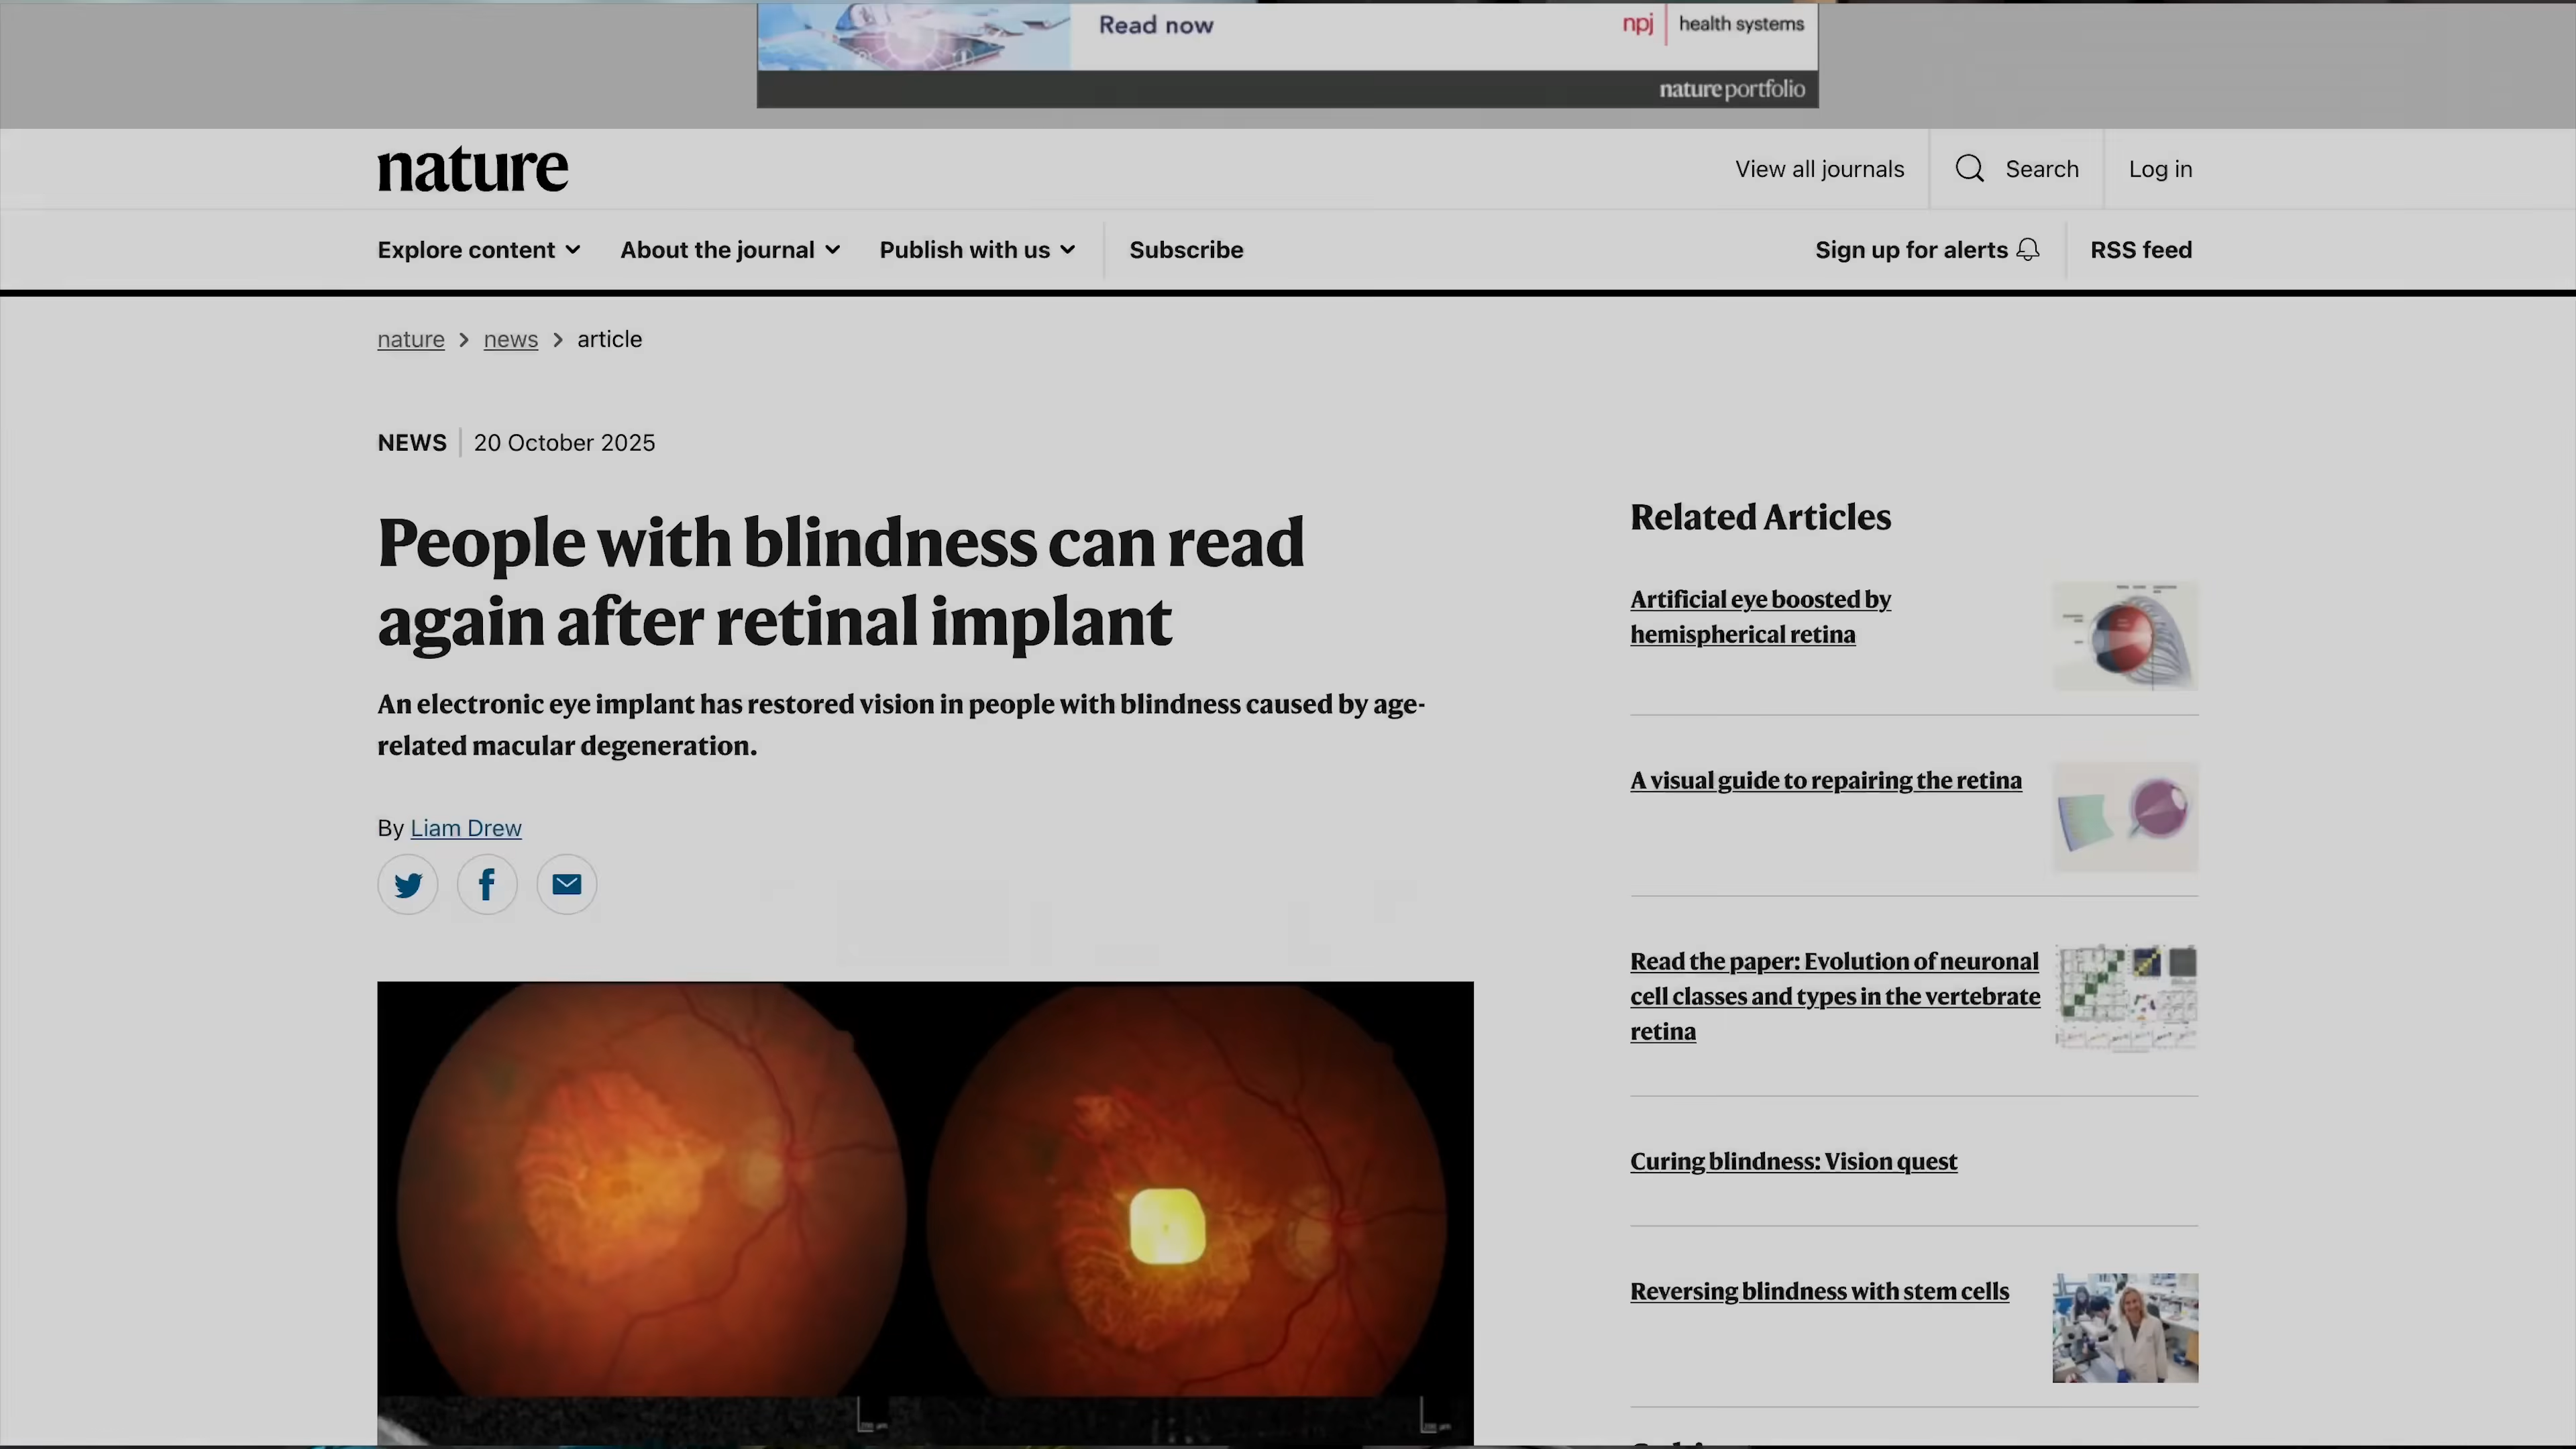 Read now
npj health systems
nature portfolio
nature
View all journals
Search
Log in
Explore content
About the journal
Publish with us
Subscribe
Sign up for alerts
RSS feed
nature > news > article
NEWS | 20 October 2025
People with blindness can read
again after retinal implant
An electronic eye implant has restored vision in people with blindness caused by age-
related macular degeneration.
By Liam Drew
Related Articles
Artificial eye boosted by
hemispherical retina
A visual guide to repairing the retina
Read the paper: Evolution of neuronal
cell classes and types in the vertebrate
retina
Curing blindness: Vision quest
Reversing blindness with stem cells